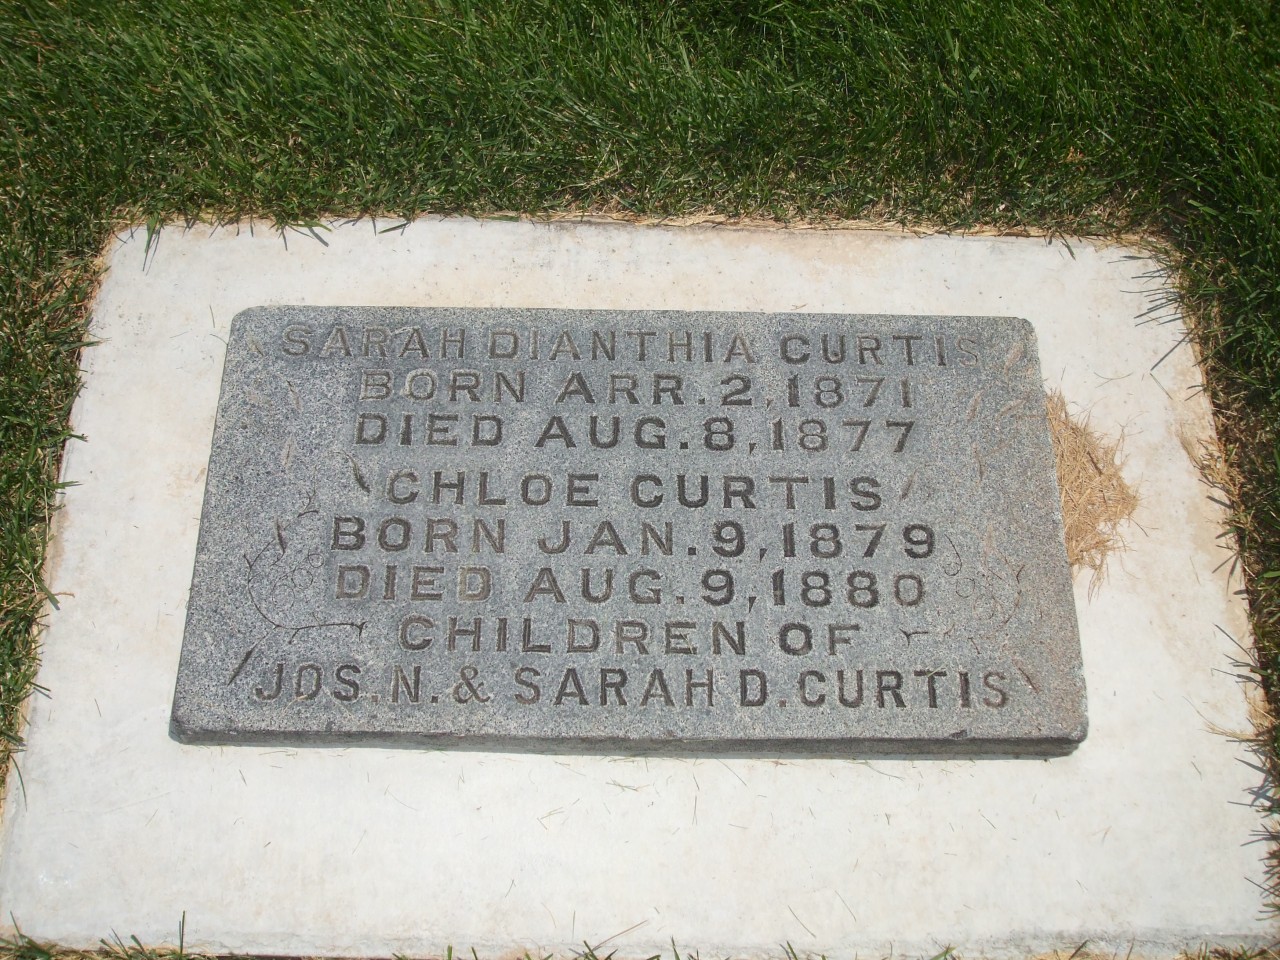 SARAH DIANTHIA CURTIS
BORN ARR. 2, 1871
DIED AUG. 8, 1877
CHLOE CURTIS
BORN JAN. 9, 1879
DIED AUG. 9, 1880
CHILDREN OF
JOS. N. & SARAH D. CURTIS